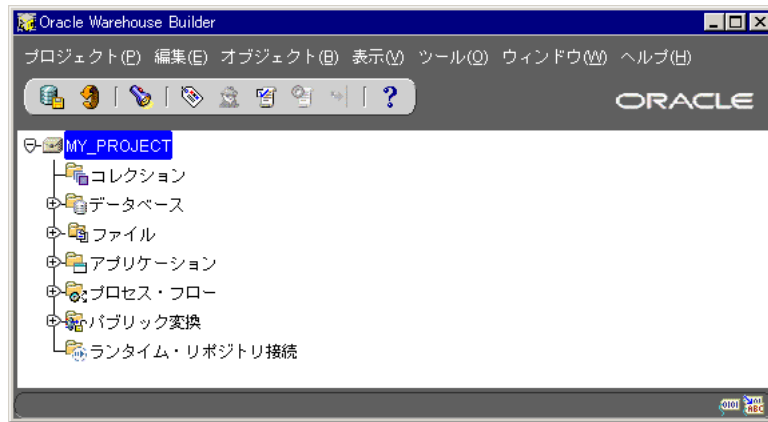 Oracle Warehouse Builder
プロジェクト(P) 編集(E) オブジェクト(B) 表示(V) ツール(O) ウィンドウ(W) ヘルプ(H)
ORACLE
MY_PROJECT
コレクション
データベース
ファイル
アプリケーション
プロセス・フロー
パブリック変換
ランタイム・リポジトリ接続
0101 ABC